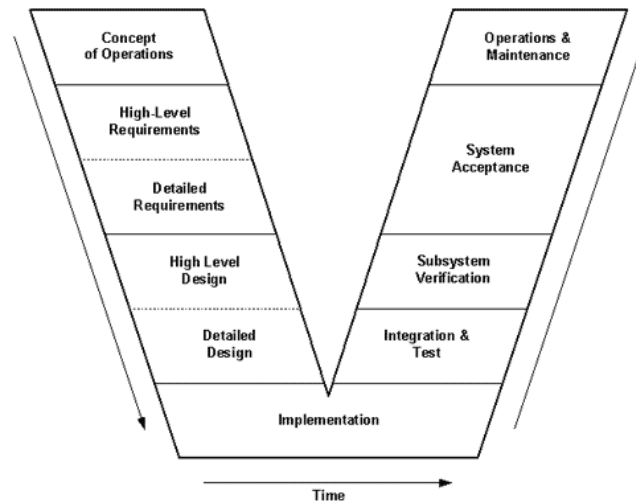 Concept
of Operations
High-Level
Requirements
Detailed
Requirements
High Level
Design
Detailed
Design
Implementation
Integration &
Test
Subsystem
Verification
System
Acceptance
Operations &
Maintenance
Time